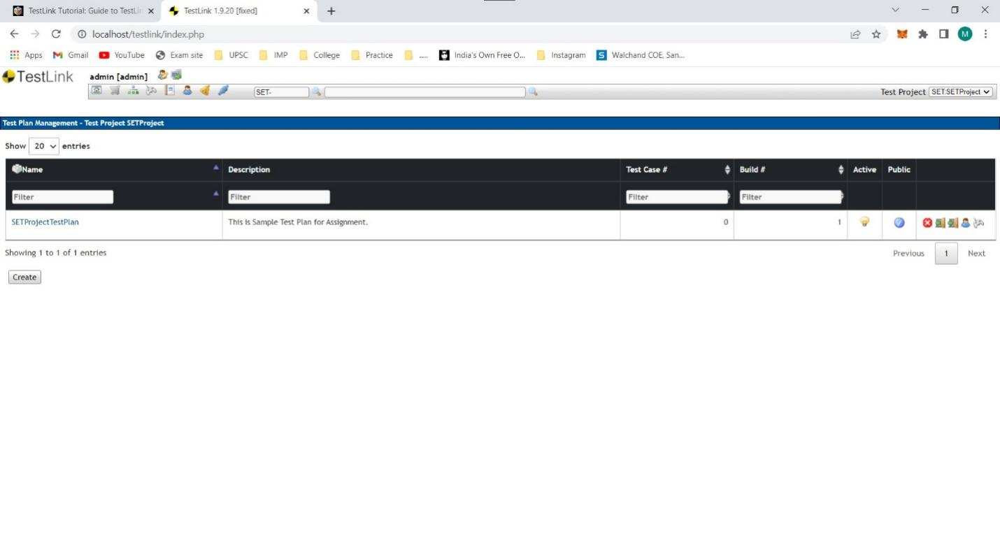 TestLink Tutorial: Guide to TestLin
TestLink 1.9.20 [fixed]
localhost/testlink/index.php
M
Apps Gmail YouTube Exam site UPSC IMP College Practice ..... India's Own Free O... Instagram S Walchand COE, San...
TestLink admin [admin]
SET- Test Project SET:SETProject
Test Plan Management - Test Project SETProject
Show 20 entries
Name Description Test Case # Build # Active Public
Filter Filter Filter Filter
SETProjectTestPlan This is Sample Test Plan for Assignment. 0 1
Showing 1 to 1 of 1 entries Previous 1 Next
Create